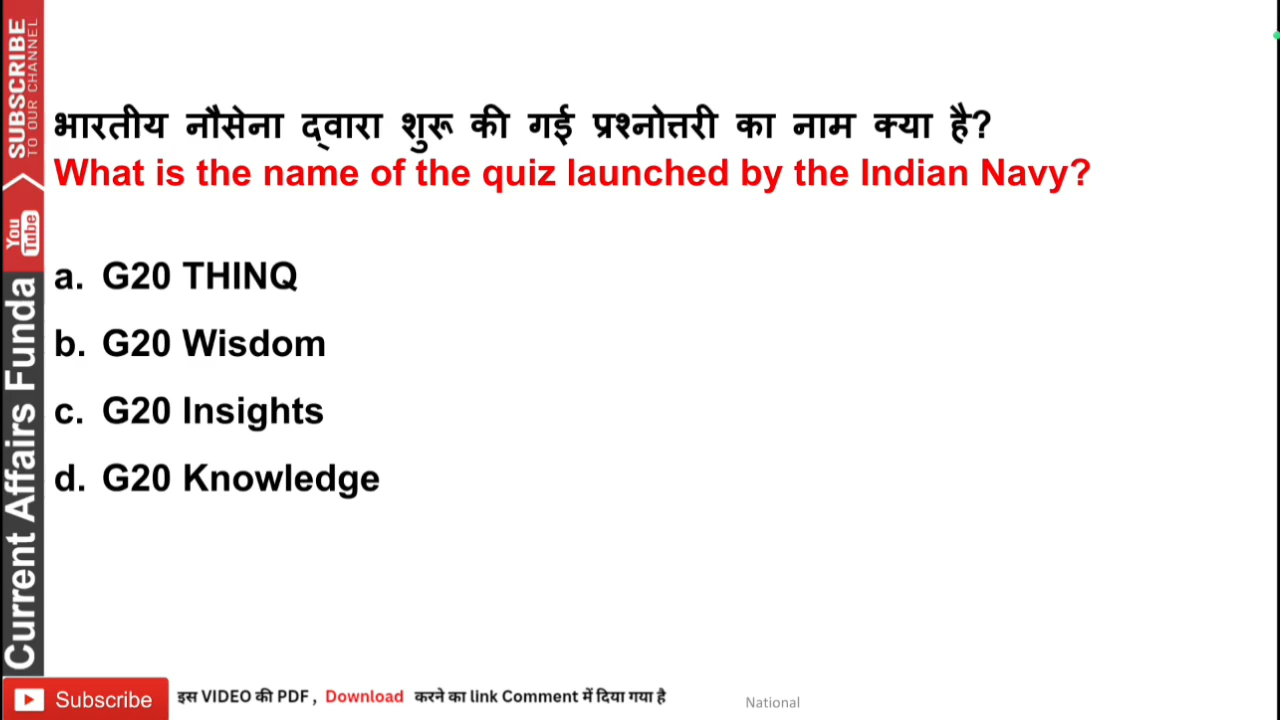 भारतीय नौसेना द्वारा शुरू की गई प्रश्नोत्तरी का नाम क्या है?
What is the name of the quiz launched by the Indian Navy?
a. G20 THINQ
b. G20 Wisdom
c. G20 Insights
d. G20 Knowledge
SUBSCRIBE
TO OUR CHANNEL
You
Tube
Current Affairs Funda
Subscribe
इस VIDEO की PDF , Download करने का link Comment में दिया गया है
National